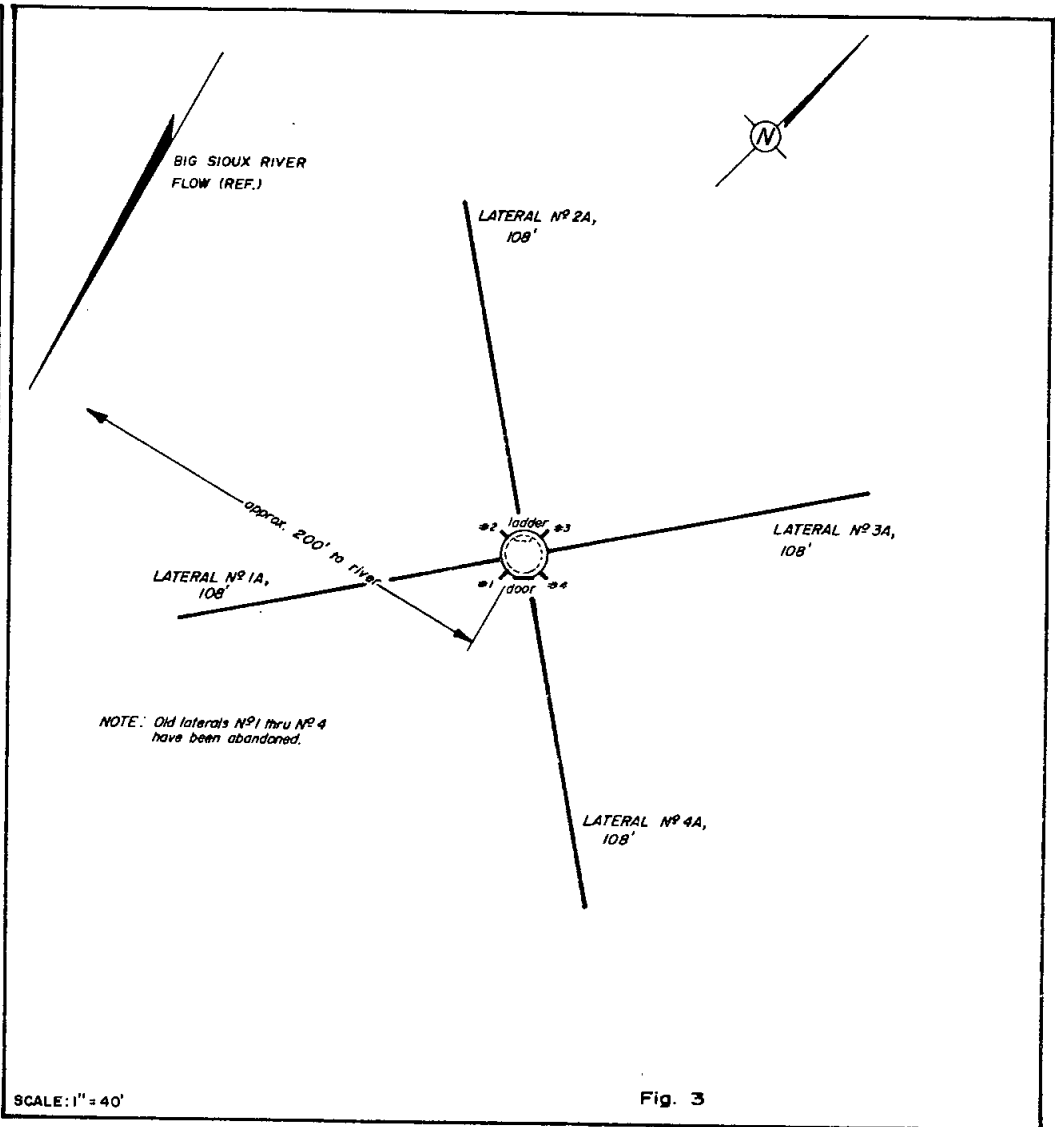 BIG SIOUX RIVER
FLOW (REF.)
N
LATERAL Nº 2A,
108'
approx. 200' to river
#2
ladder
#3
LATERAL Nº 3A,
108'
LATERAL Nº 1A,
108'
#1
door
#4
NOTE: Old laterals Nº 1 thru Nº 4
have been abandoned.
LATERAL Nº 4A,
108'
SCALE: 1" = 40'
Fig. 3